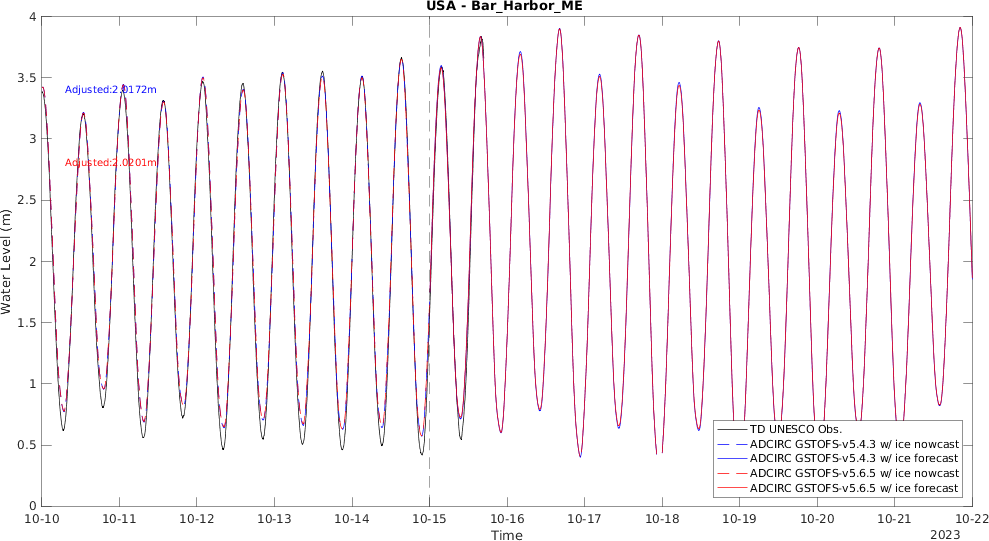 USA - Bar_Harbor_ME
4
3.5
3
2.5
2
1.5
1
0.5
0
Water Level (m)
Adjusted:2.0172m
Adjusted:2.0201m
TD UNESCO Obs.
ADCIRC GSTOFS-v5.4.3 w/ ice nowcast
ADCIRC GSTOFS-v5.4.3 w/ ice forecast
ADCIRC GSTOFS-v5.6.5 w/ ice nowcast
ADCIRC GSTOFS-v5.6.5 w/ ice forecast
10-10 10-11 10-12 10-13 10-14 10-15 10-16 10-17 10-18 10-19 10-20 10-21 10-22
Time
2023